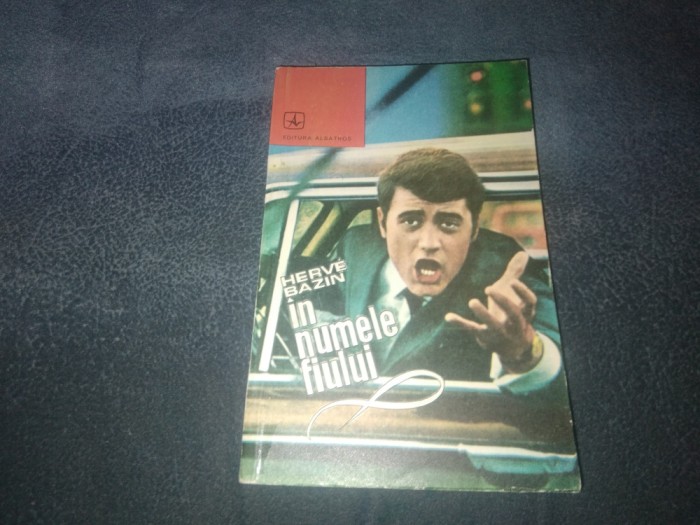 EDITURA ALBATROS
HERVÉ
BAZIN
în
numele
fiului